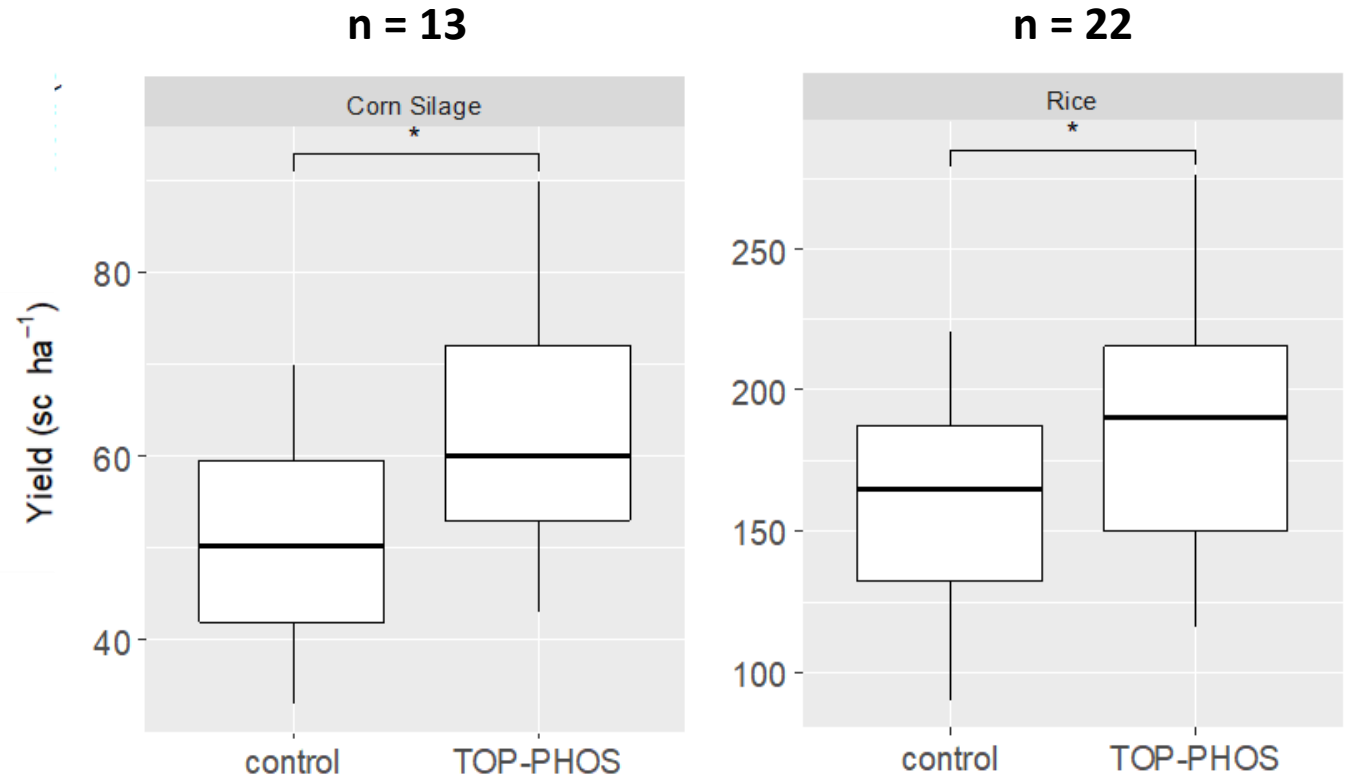 n = 13
n = 22
Corn Silage
Rice
*
*
Yield (sc ha⁻¹)
80
60
40
250
200
150
100
control
TOP-PHOS
control
TOP-PHOS